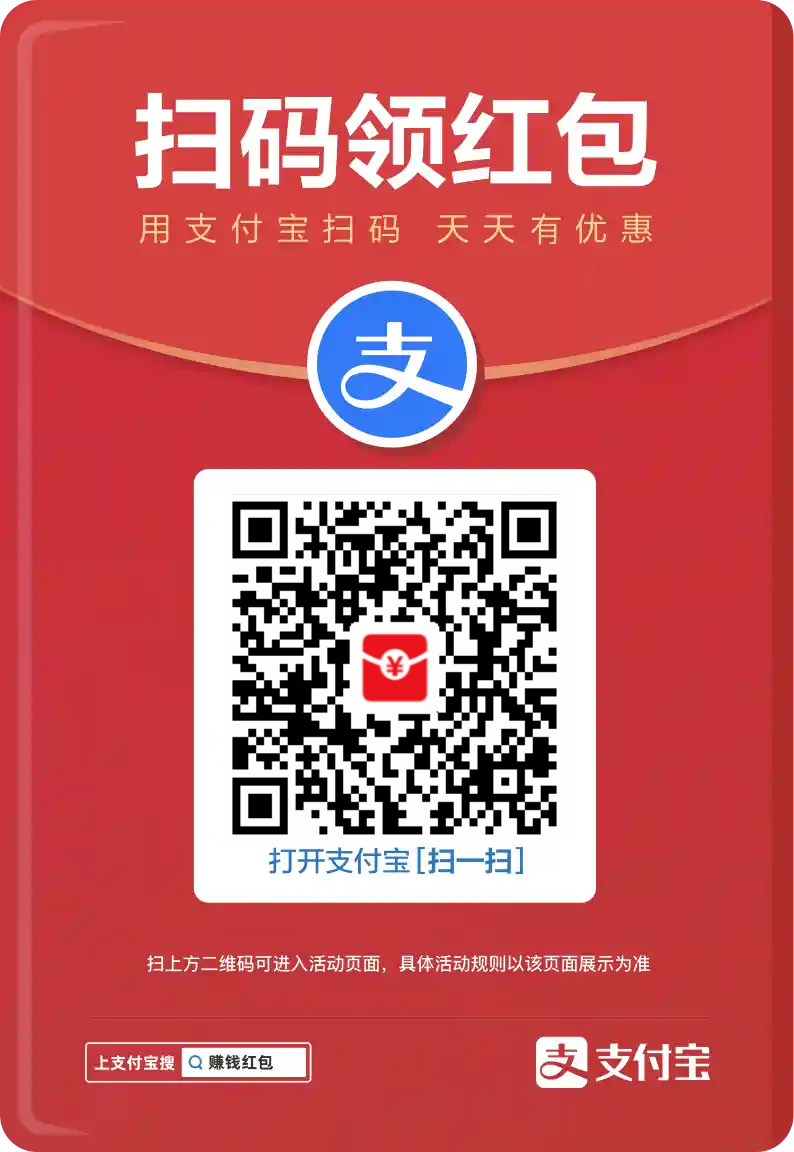 扫码领红包
用支付宝扫码 天天有优惠
支
¥
打开支付宝[扫一扫]
扫上方二维码可进入活动页面，具体活动规则以该页面展示为准
上支付宝搜 赚钱红包
支 支付宝